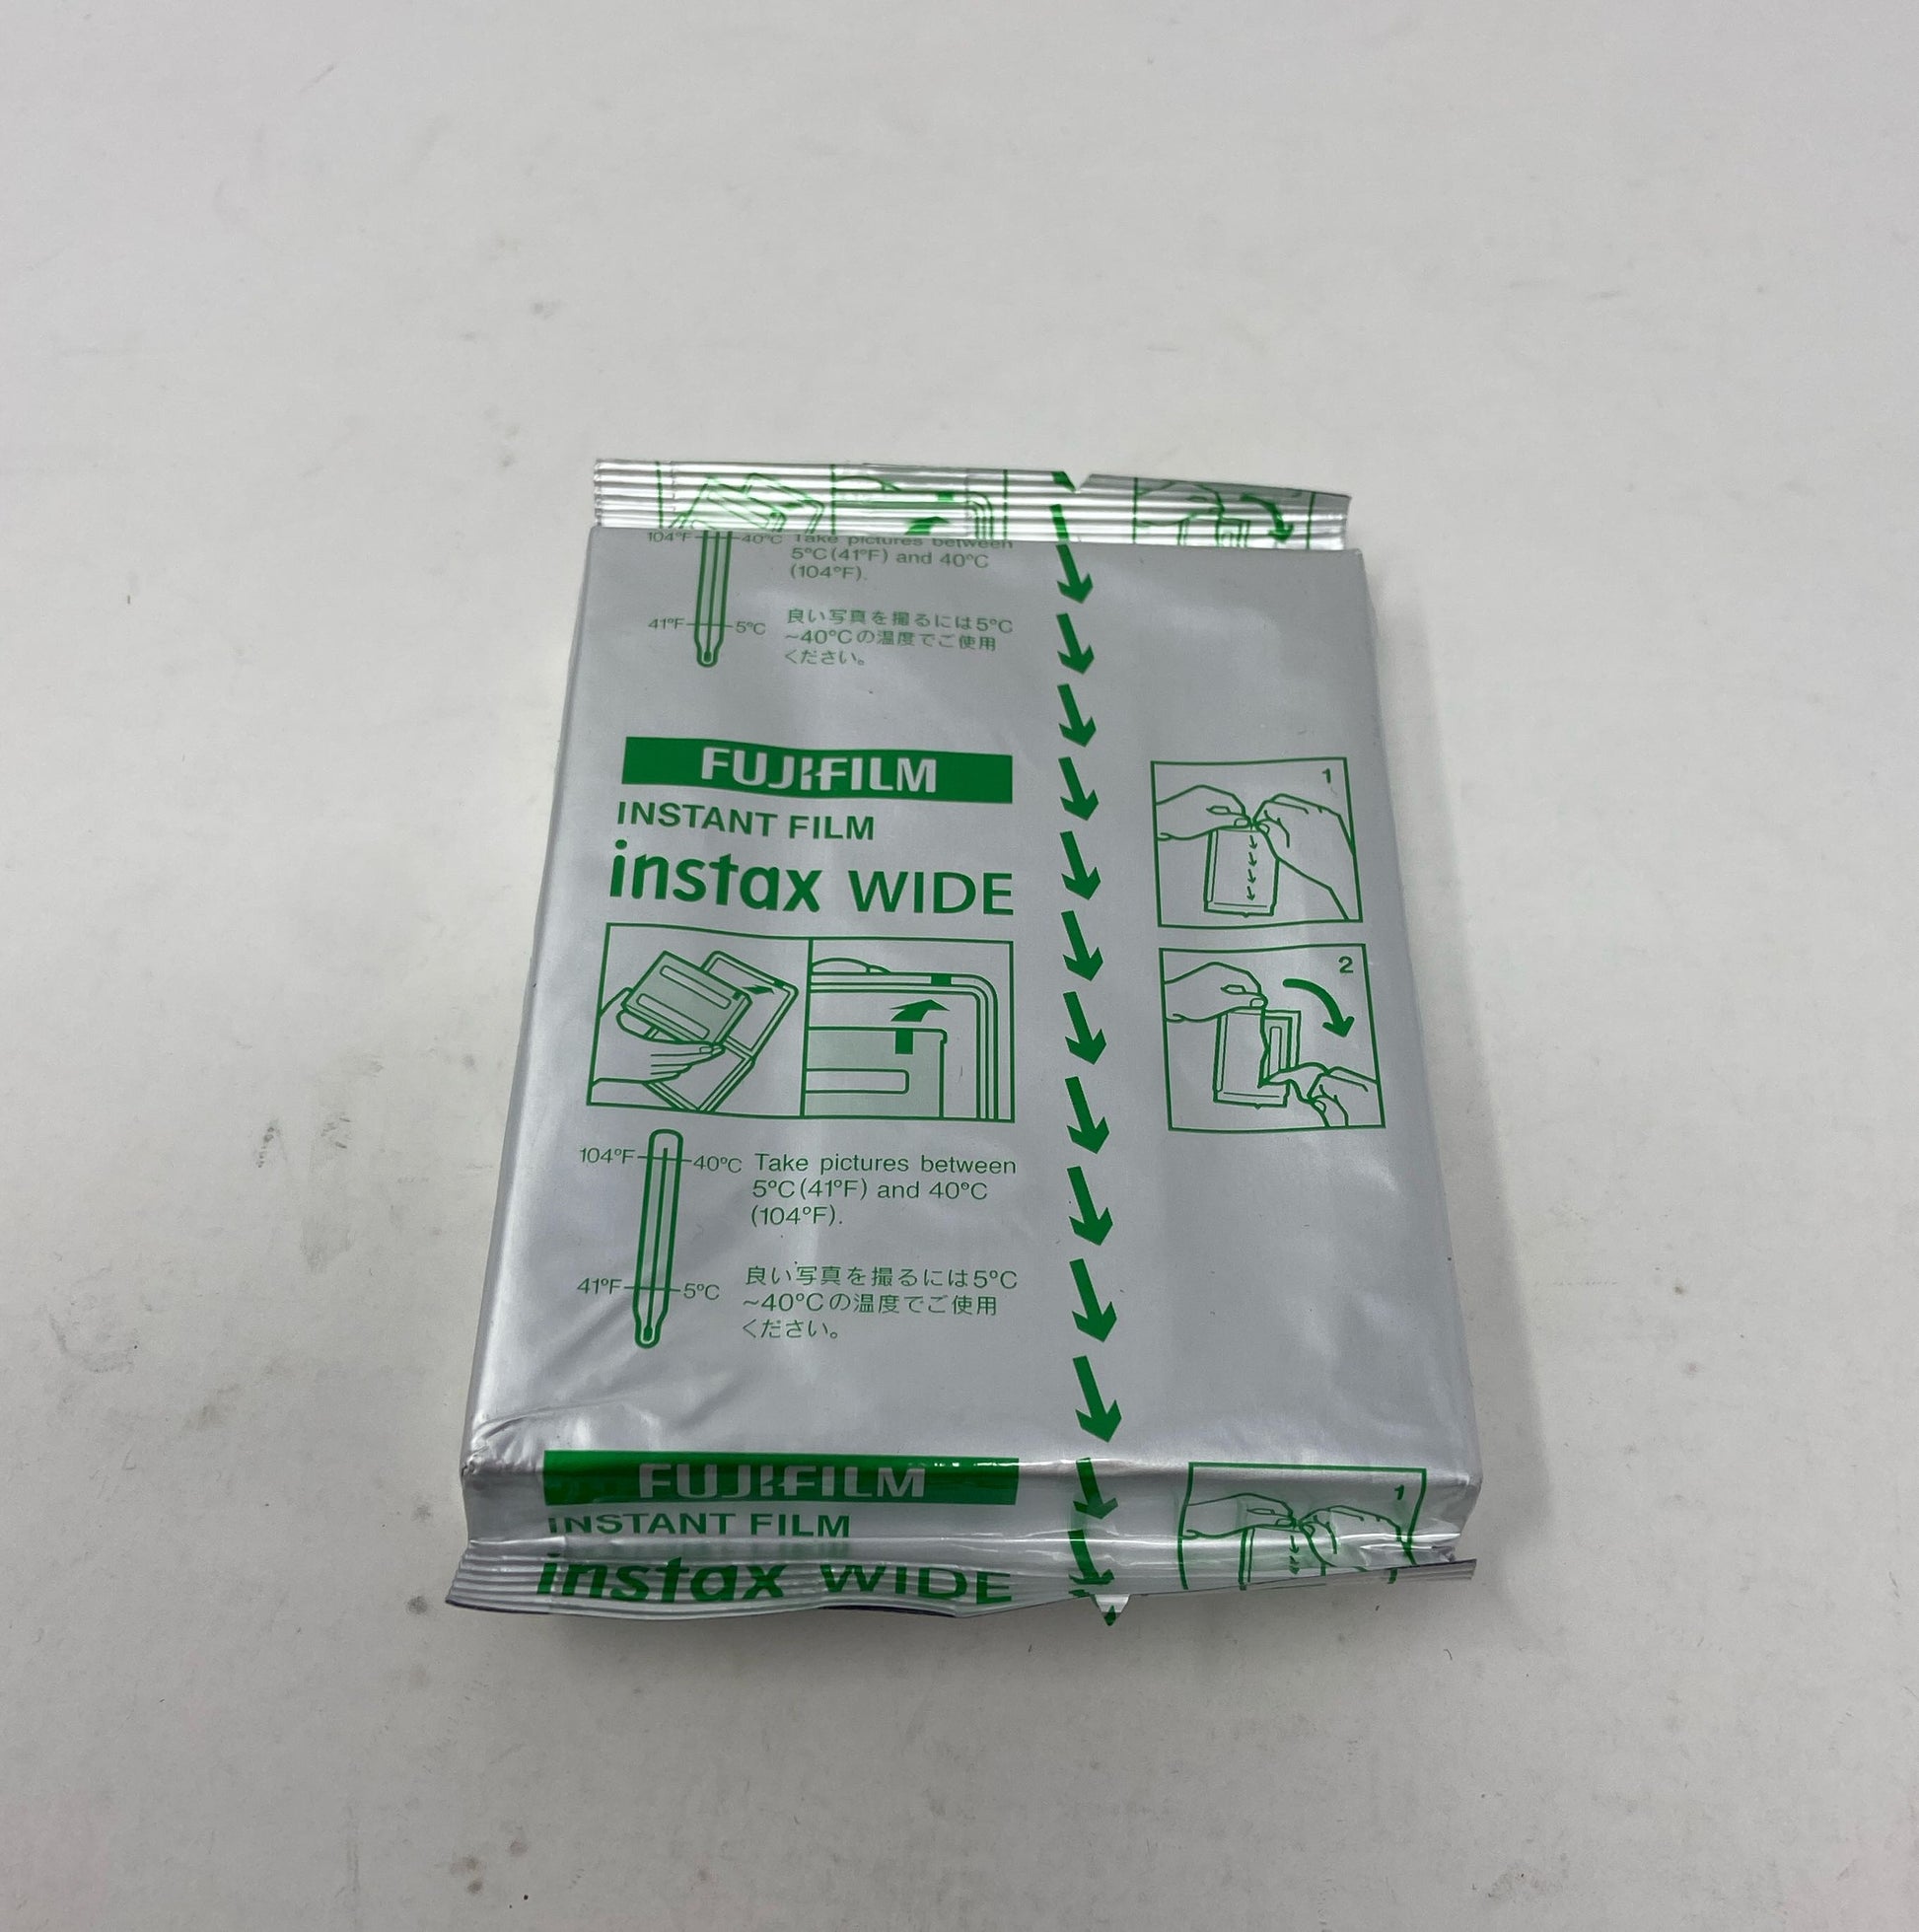 104°F 40°C Take pictures between
5°C(41°F) and 40°C
(104°F).
41°F 5°C 良い写真を撮るには5°C
~40°Cの温度でご使用
ください。
FUJIFILM
INSTANT FILM
instax WIDE
1
2
104°F 40°C Take pictures between
5°C(41°F) and 40°C
(104°F).
41°F 5°C 良い写真を撮るには5°C
~40°Cの温度でご使用
ください。
FUJIFILM
INSTANT FILM
instax WIDE
1